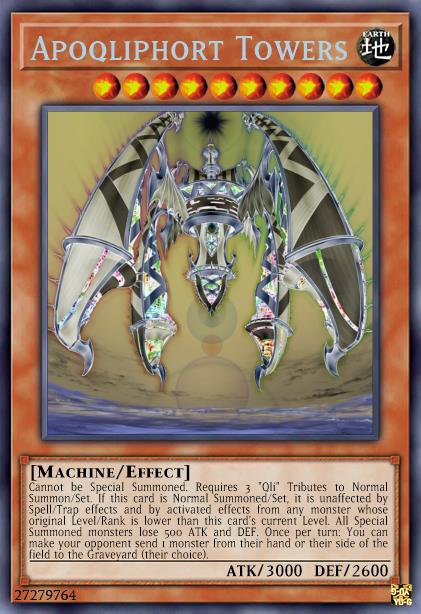 APOQLIPHORT TOWERS
EARTH
地
[MACHINE/EFFECT]
Cannot be Special Summoned. Requires 3 "Qli" Tributes to Normal
Summon/Set. If this card is Normal Summoned/Set, it is unaffected by
Spell/Trap effects and by activated effects from any monster whose
original Level/Rank is lower than this card's current Level. All Special
Summoned monsters lose 500 ATK and DEF. Once per turn: You can
make your opponent send 1 monster from their hand or their side of the
field to the Graveyard (their choice).
ATK/3000 DEF/2600
27279764